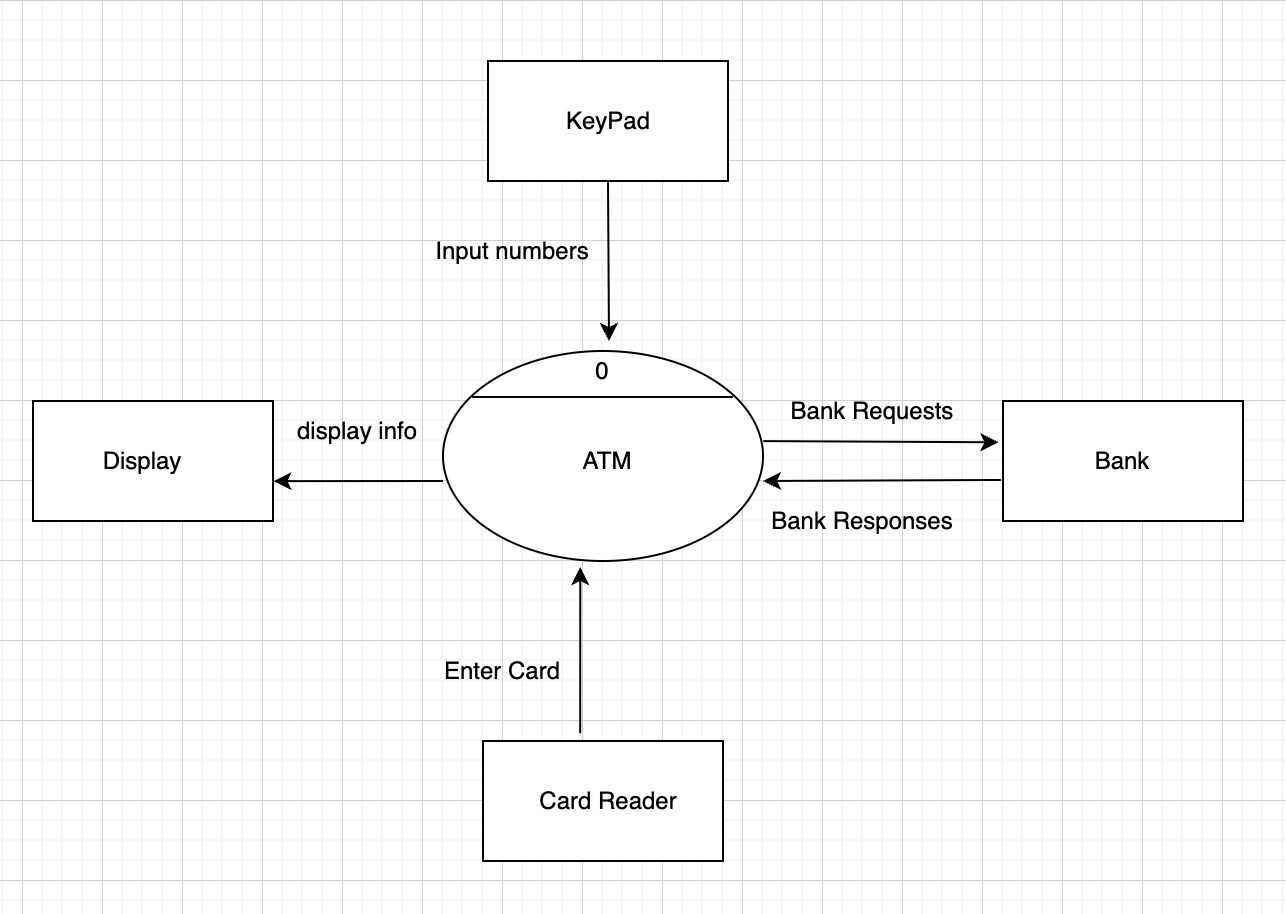 KeyPad
Input numbers
0
ATM
display info
Display
Bank Requests
Bank
Bank Responses
Enter Card
Card Reader